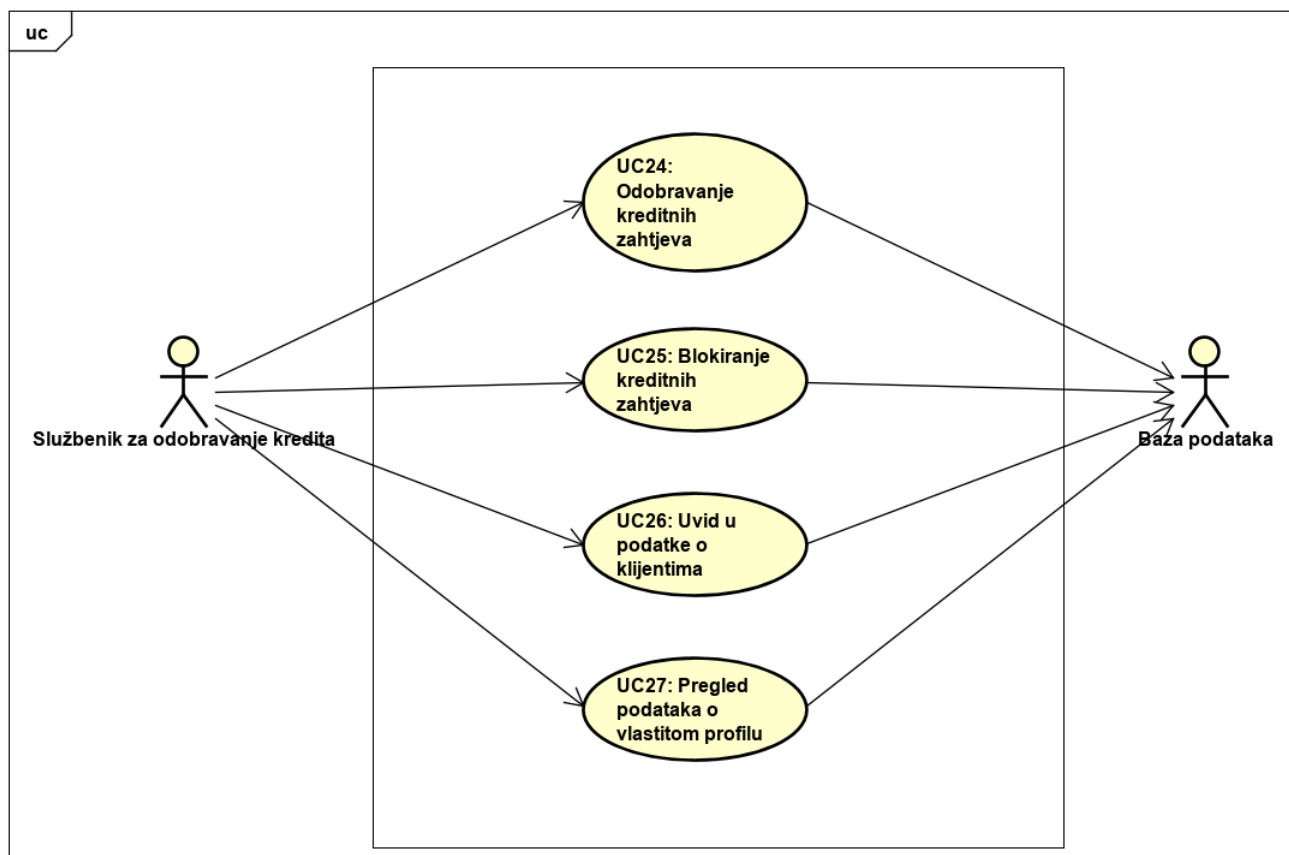 uc
UC24:
Odobravanje
kreditnih
zahtjeva
UC25: Blokiranje
kreditnih
zahtjeva
Službenik za odobravanje kredita
Baza podataka
UC26: Uvid u
podatke o
klijentima
UC27: Pregled
podataka o
vlastitom profilu